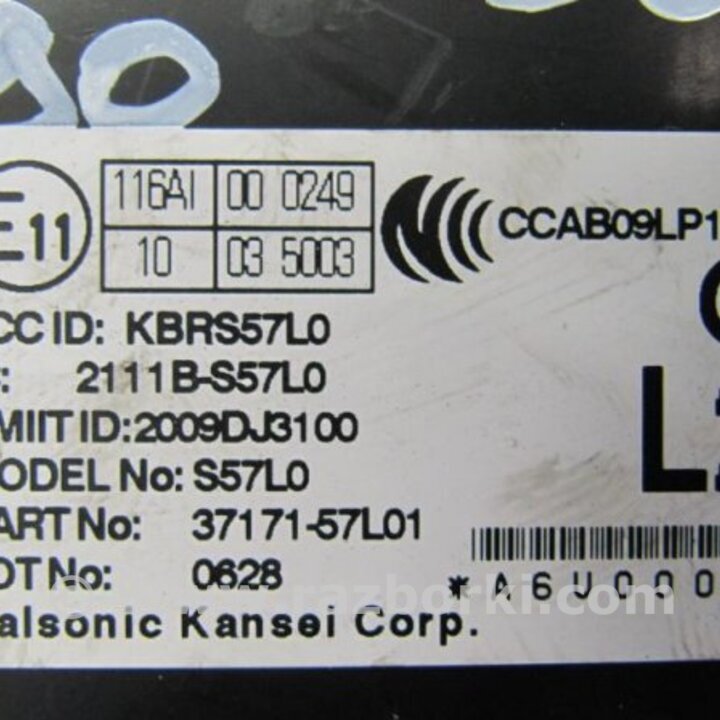 90
E11
116AI 00 0249
10 03 5003
CCAB09LP1
CC ID: KBRS57L0
: 2111B-S57L0
MIIT ID:2009DJ3100
ODEL No: S57L0
ART No: 37171-57L01
OT No: 0628
*A6U000
alsonic Kansei Corp.
razborki.com